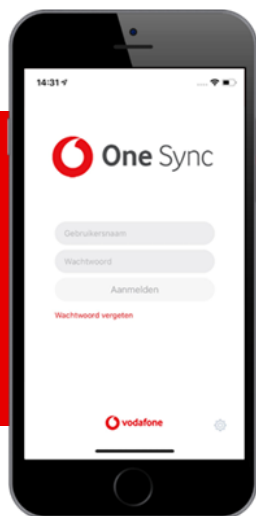 14:31
One Sync
Gebruikersnaam
Wachtwoord
Aanmelden
Wachtwoord vergeten
vodafone